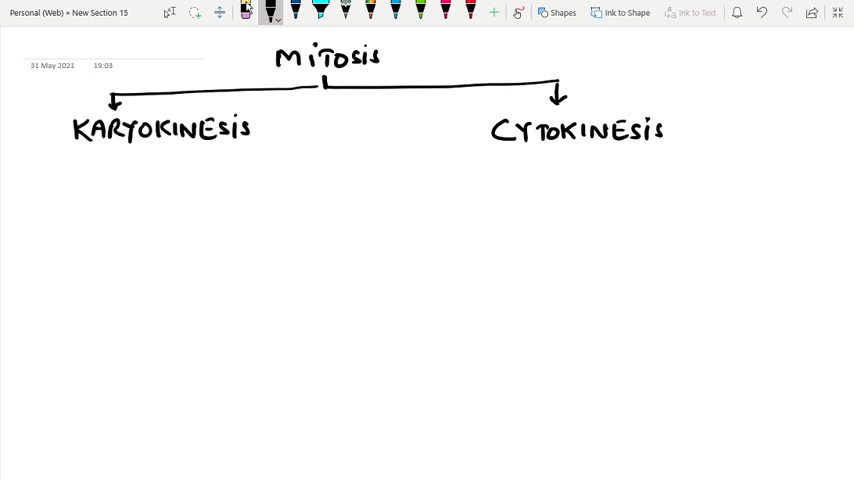 Personal (Web) » New Section 15
Shapes
Ink to Shape
Ink to Text
31 May 2021 19:03
MiTOSiS
KARYOKINESiS
CYTOKINESiS